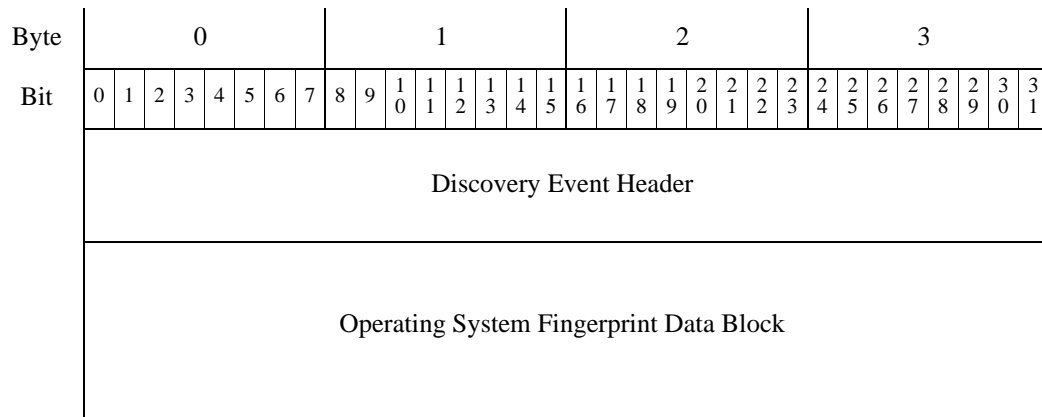 Byte 0 1 2 3
Bit 0 1 2 3 4 5 6 7 8 9 10 11 12 13 14 15 16 17 18 19 20 21 22 23 24 25 26 27 28 29 30 31
Discovery Event Header
Operating System Fingerprint Data Block